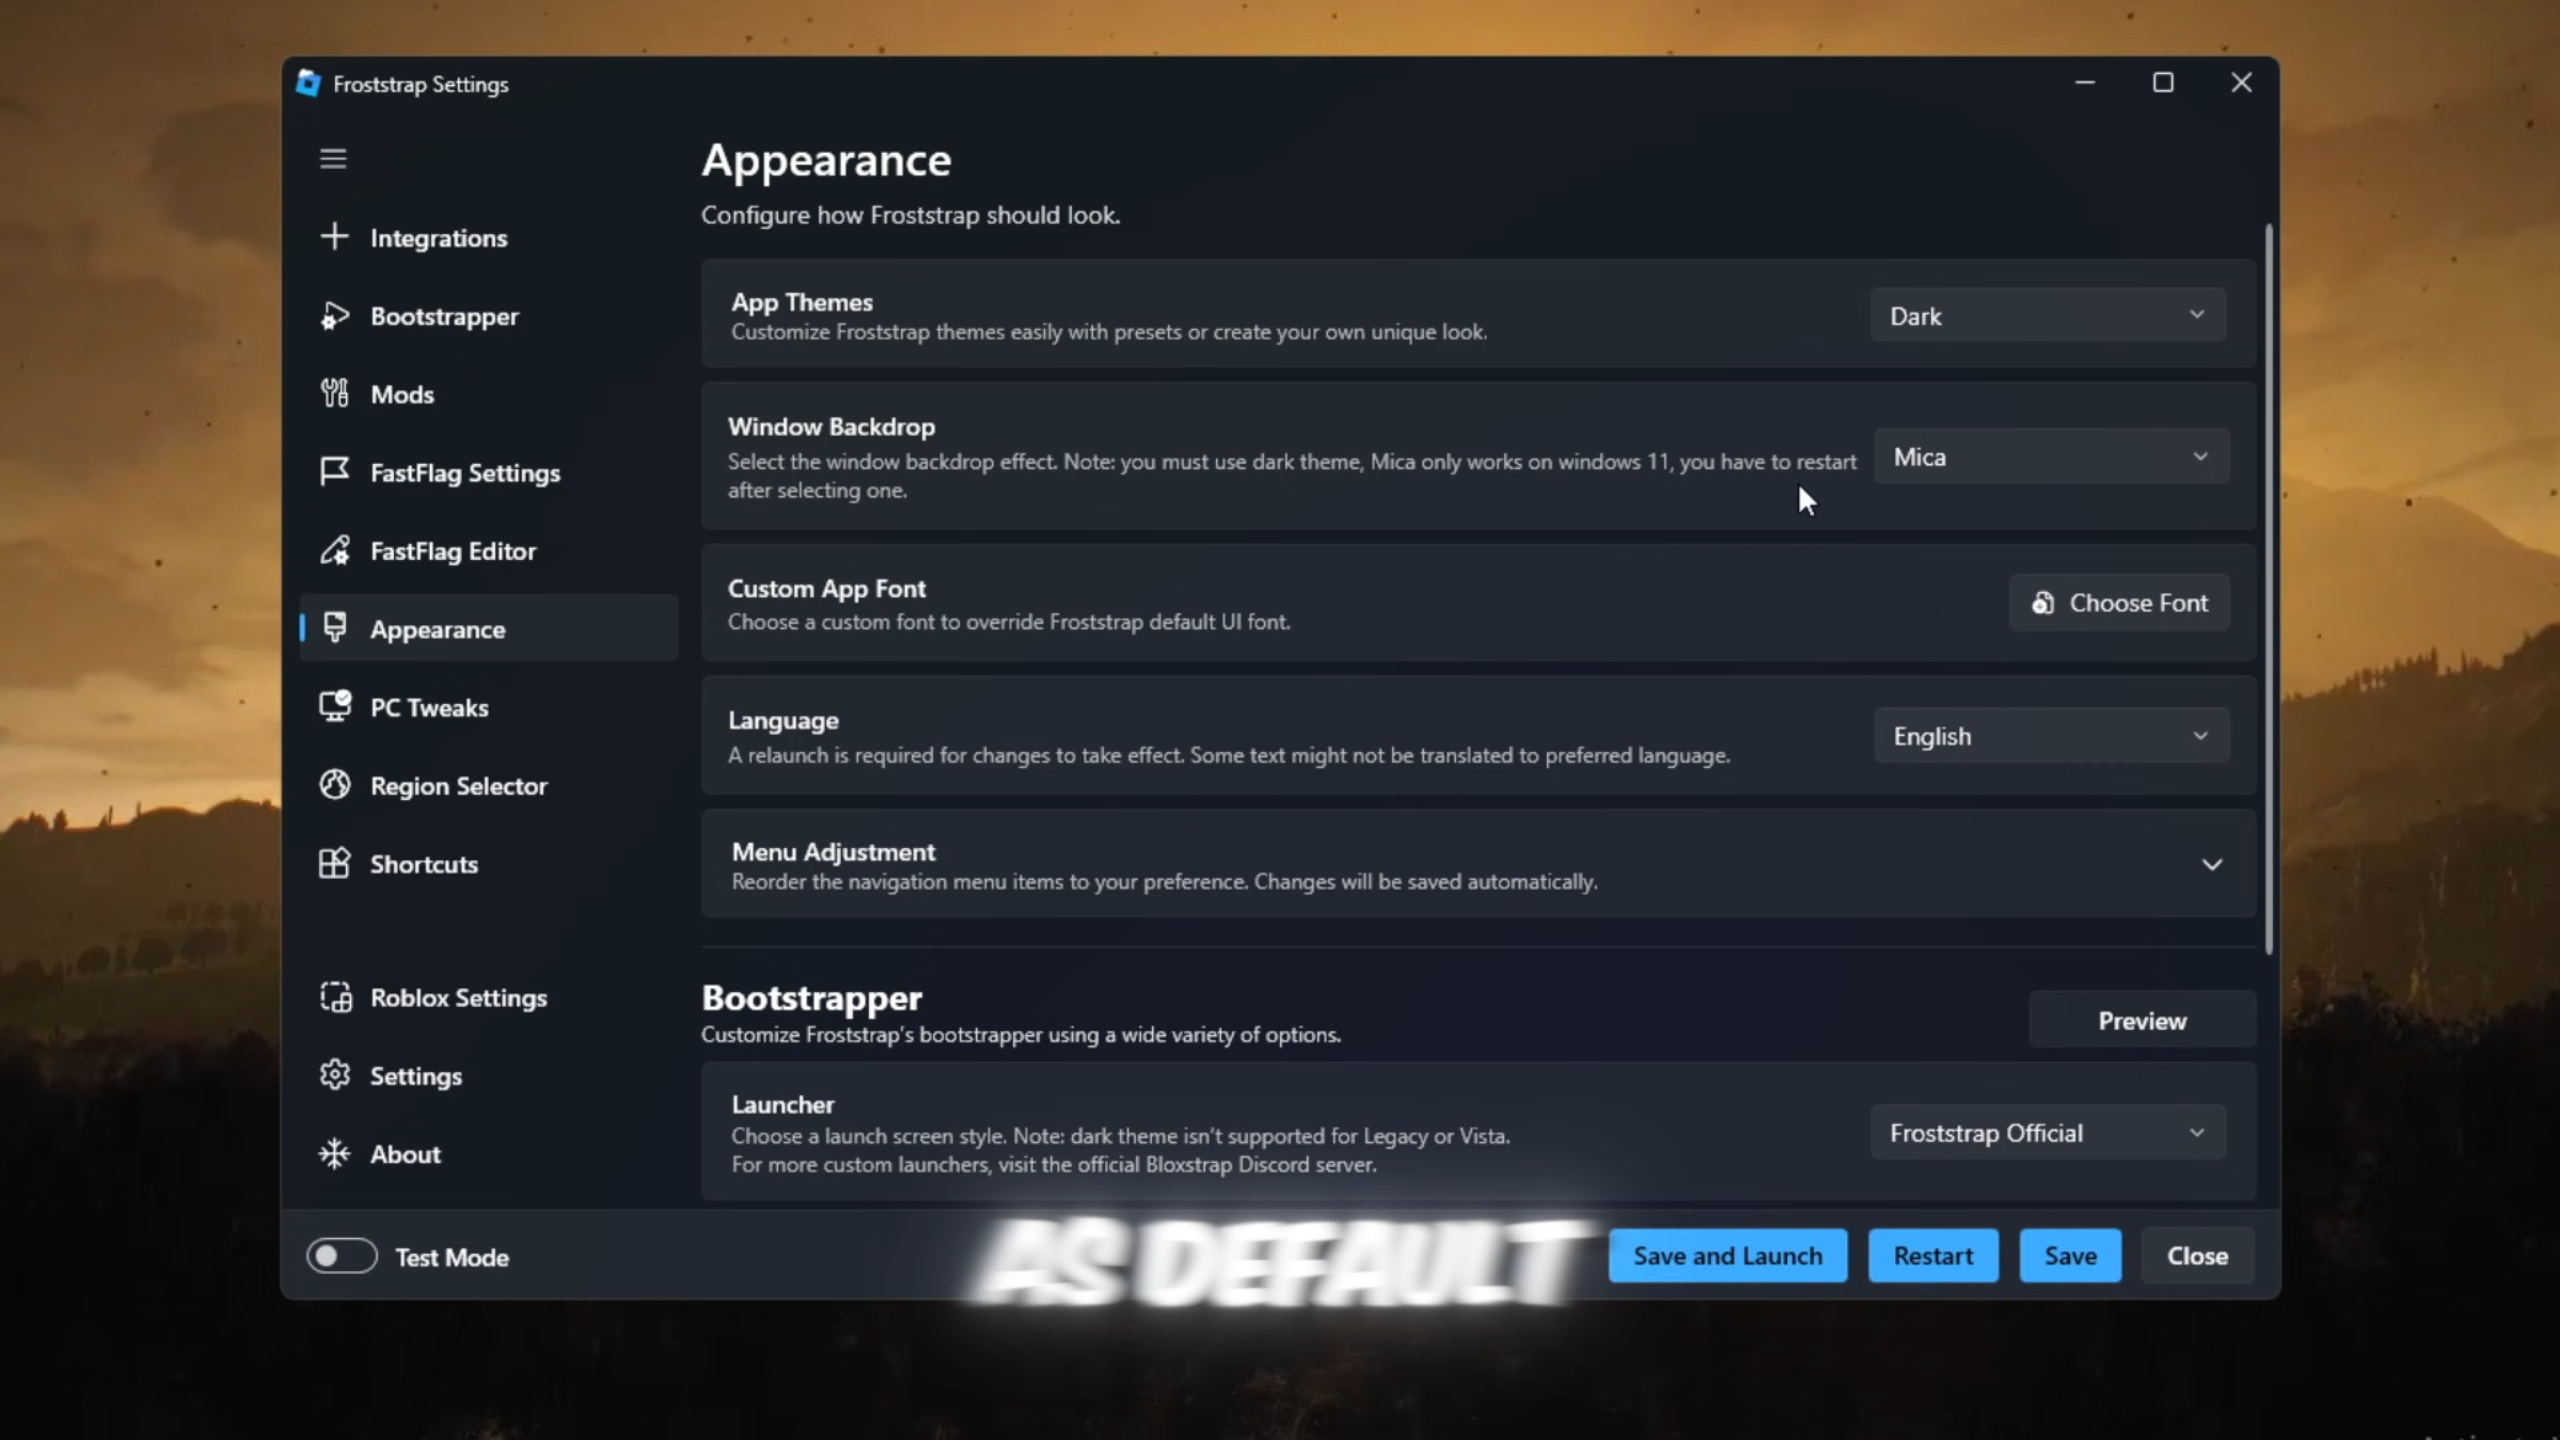 Froststrap Settings
Integrations
Bootstrapper
Mods
FastFlag Settings
FastFlag Editor
Appearance
PC Tweaks
Region Selector
Shortcuts
Roblox Settings
Settings
About
Test Mode
Appearance
Configure how Froststrap should look.
App Themes
Customize Froststrap themes easily with presets or create your own unique look.
Dark
Window Backdrop
Select the window backdrop effect. Note: you must use dark theme, Mica only works on windows 11, you have to restart
after selecting one.
Mica
Custom App Font
Choose a custom font to override Froststrap default UI font.
Choose Font
Language
A relaunch is required for changes to take effect. Some text might not be translated to preferred language.
English
Menu Adjustment
Reorder the navigation menu items to your preference. Changes will be saved automatically.
Bootstrapper
Customize Froststrap's bootstrapper using a wide variety of options.
Preview
Launcher
Choose a launch screen style. Note: dark theme isn't supported for Legacy or Vista.
For more custom launchers, visit the official Bloxstrap Discord server.
Froststrap Official
AS DEFAULT
Save and Launch
Restart
Save
Close